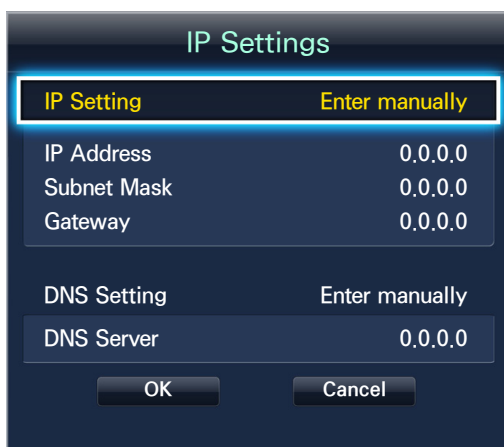 IP Settings
IP Setting Enter manually
IP Address 0.0.0.0
Subnet Mask 0.0.0.0
Gateway 0.0.0.0
DNS Setting Enter manually
DNS Server 0.0.0.0
OK Cancel